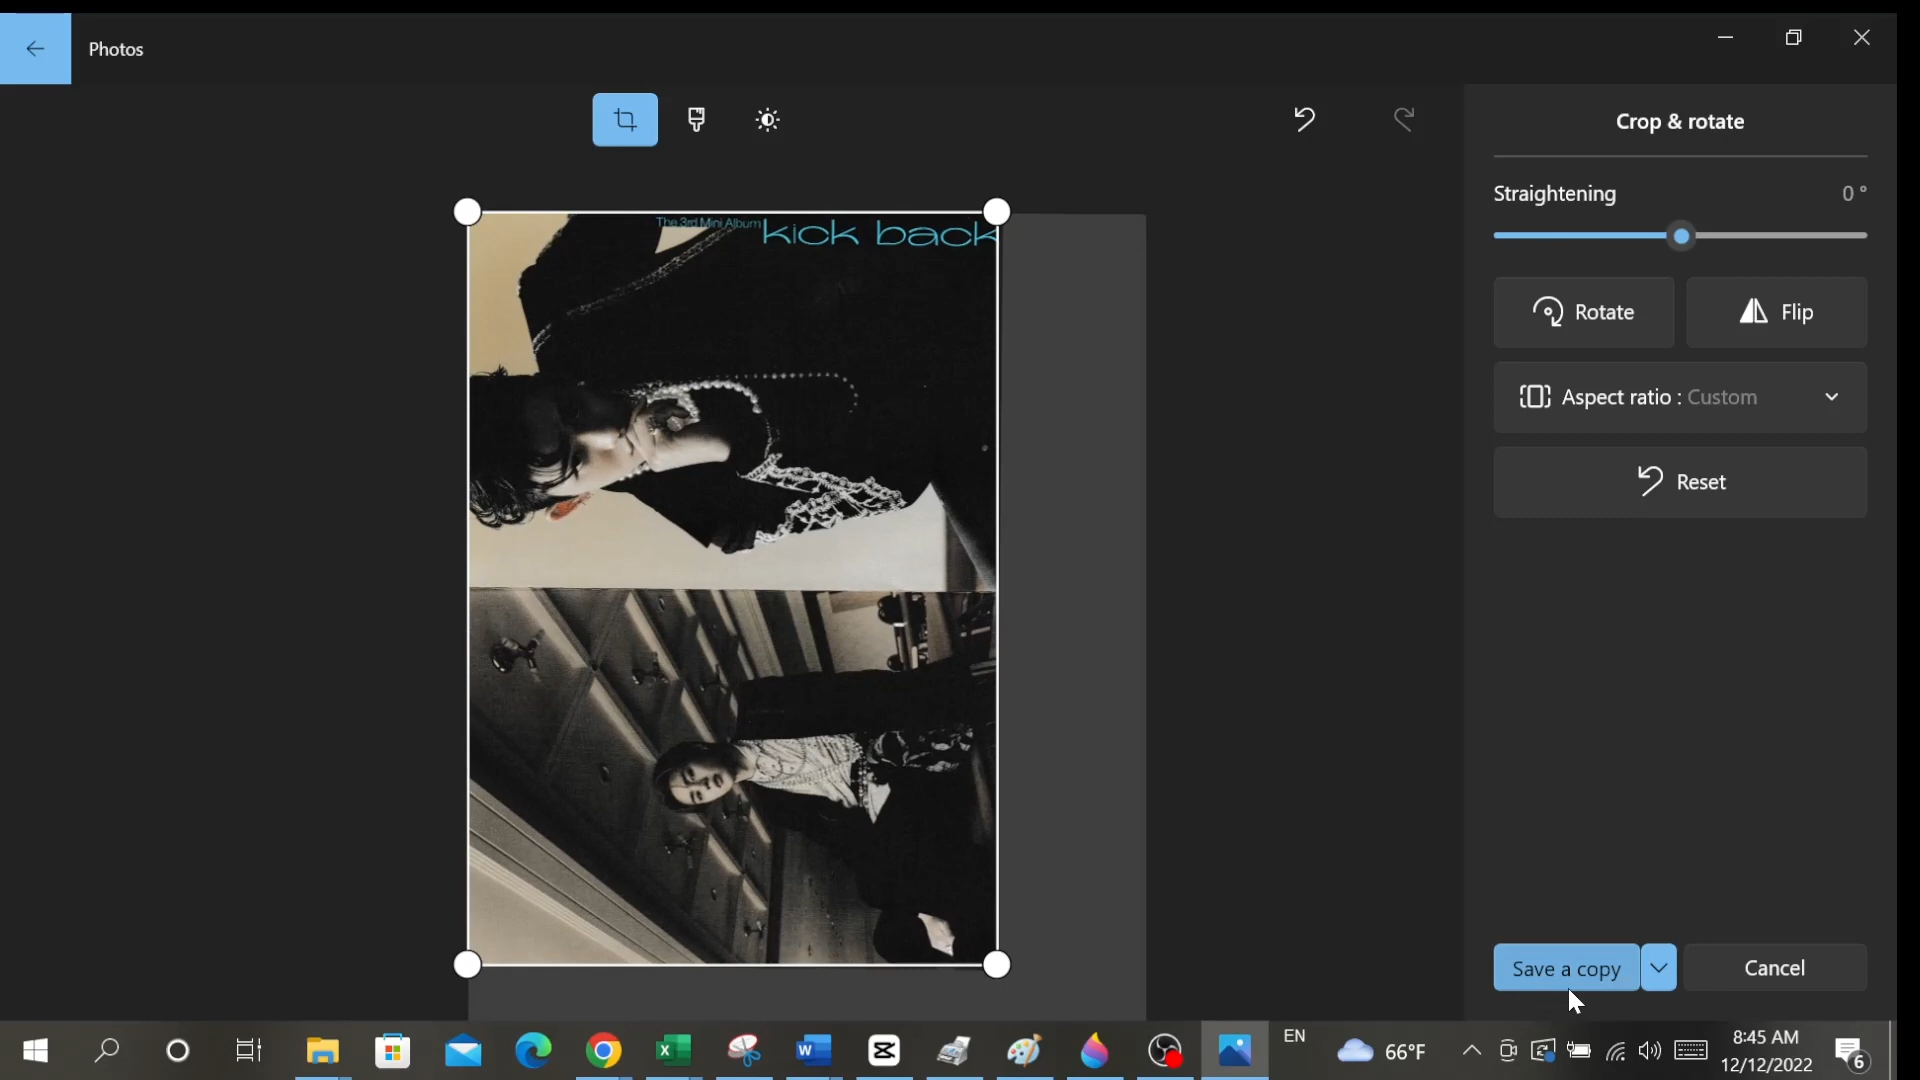 Photos
Crop & rotate
Straightening 0 °
The 3rd Mini Album kick back
Rotate
Flip
Aspect ratio : Custom
Reset
Save a copy
Cancel
EN
66°F
8:45 AM
12/12/2022
6